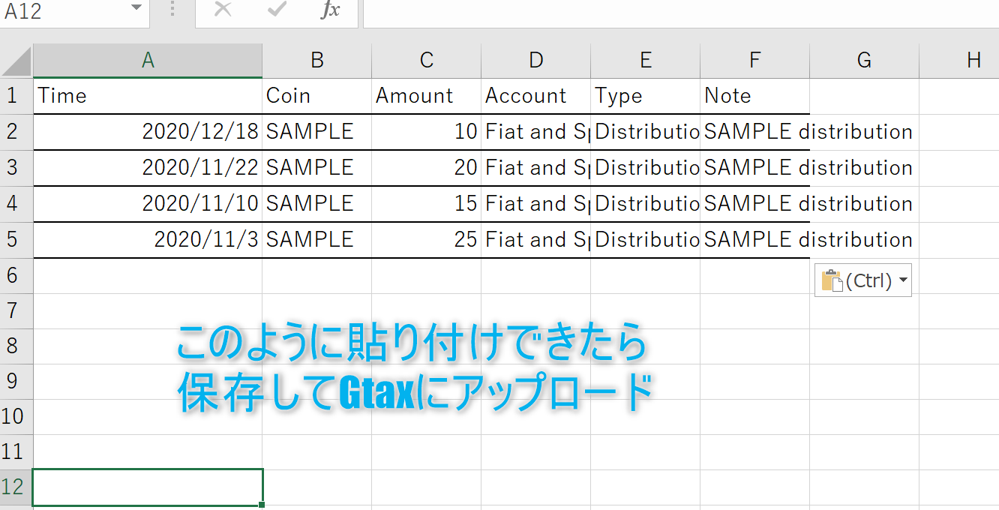 A12 fx
A B C D E F G H
1 Time Coin Amount Account Type Note
2 2020/12/18 SAMPLE 10 Fiat and Sp Distributio SAMPLE distribution
3 2020/11/22 SAMPLE 20 Fiat and Sp Distributio SAMPLE distribution
4 2020/11/10 SAMPLE 15 Fiat and Sp Distributio SAMPLE distribution
5 2020/11/3 SAMPLE 25 Fiat and Sp Distributio SAMPLE distribution
6 (Ctrl)
7
8 このように貼り付けできたら
9 保存してGtaxにアップロード
10
11
12